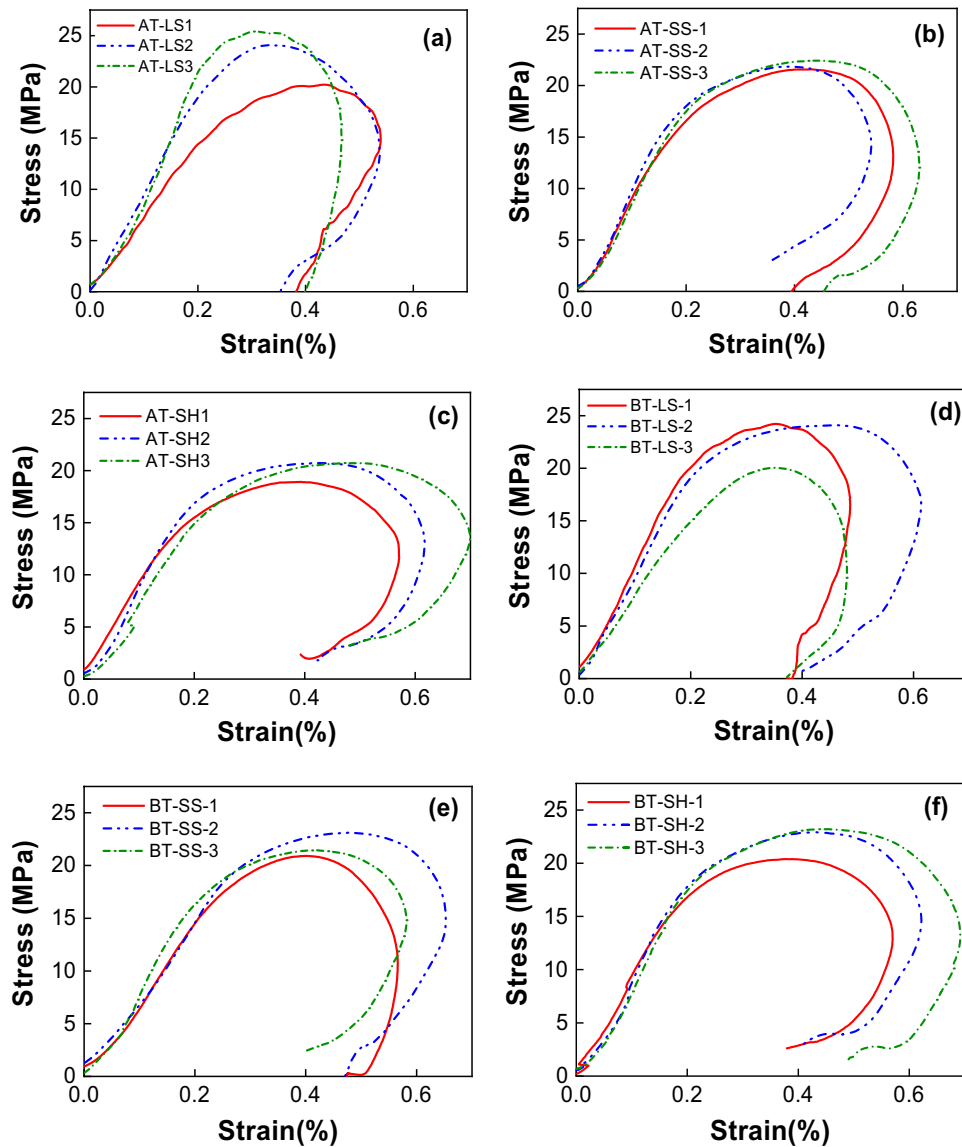 AT-LS1
AT-LS2
AT-LS3
(a)
Stress (MPa)
25
20
15
10
5
0
0.0 0.2 0.4 0.6
Strain(%)
AT-SS-1
AT-SS-2
AT-SS-3
(b)
Stress (MPa)
25
20
15
10
5
0
0.0 0.2 0.4 0.6
Strain(%)
AT-SH1
AT-SH2
AT-SH3
(c)
Stress (MPa)
25
20
15
10
5
0
0.0 0.2 0.4 0.6
Strain(%)
BT-LS-1
BT-LS-2
BT-LS-3
(d)
Stress (MPa)
25
20
15
10
5
0
0.0 0.2 0.4 0.6
Strain(%)
BT-SS-1
BT-SS-2
BT-SS-3
(e)
Stress (MPa)
25
20
15
10
5
0
0.0 0.2 0.4 0.6
Strain(%)
BT-SH-1
BT-SH-2
BT-SH-3
(f)
Stress (MPa)
25
20
15
10
5
0
0.0 0.2 0.4 0.6
Strain(%)